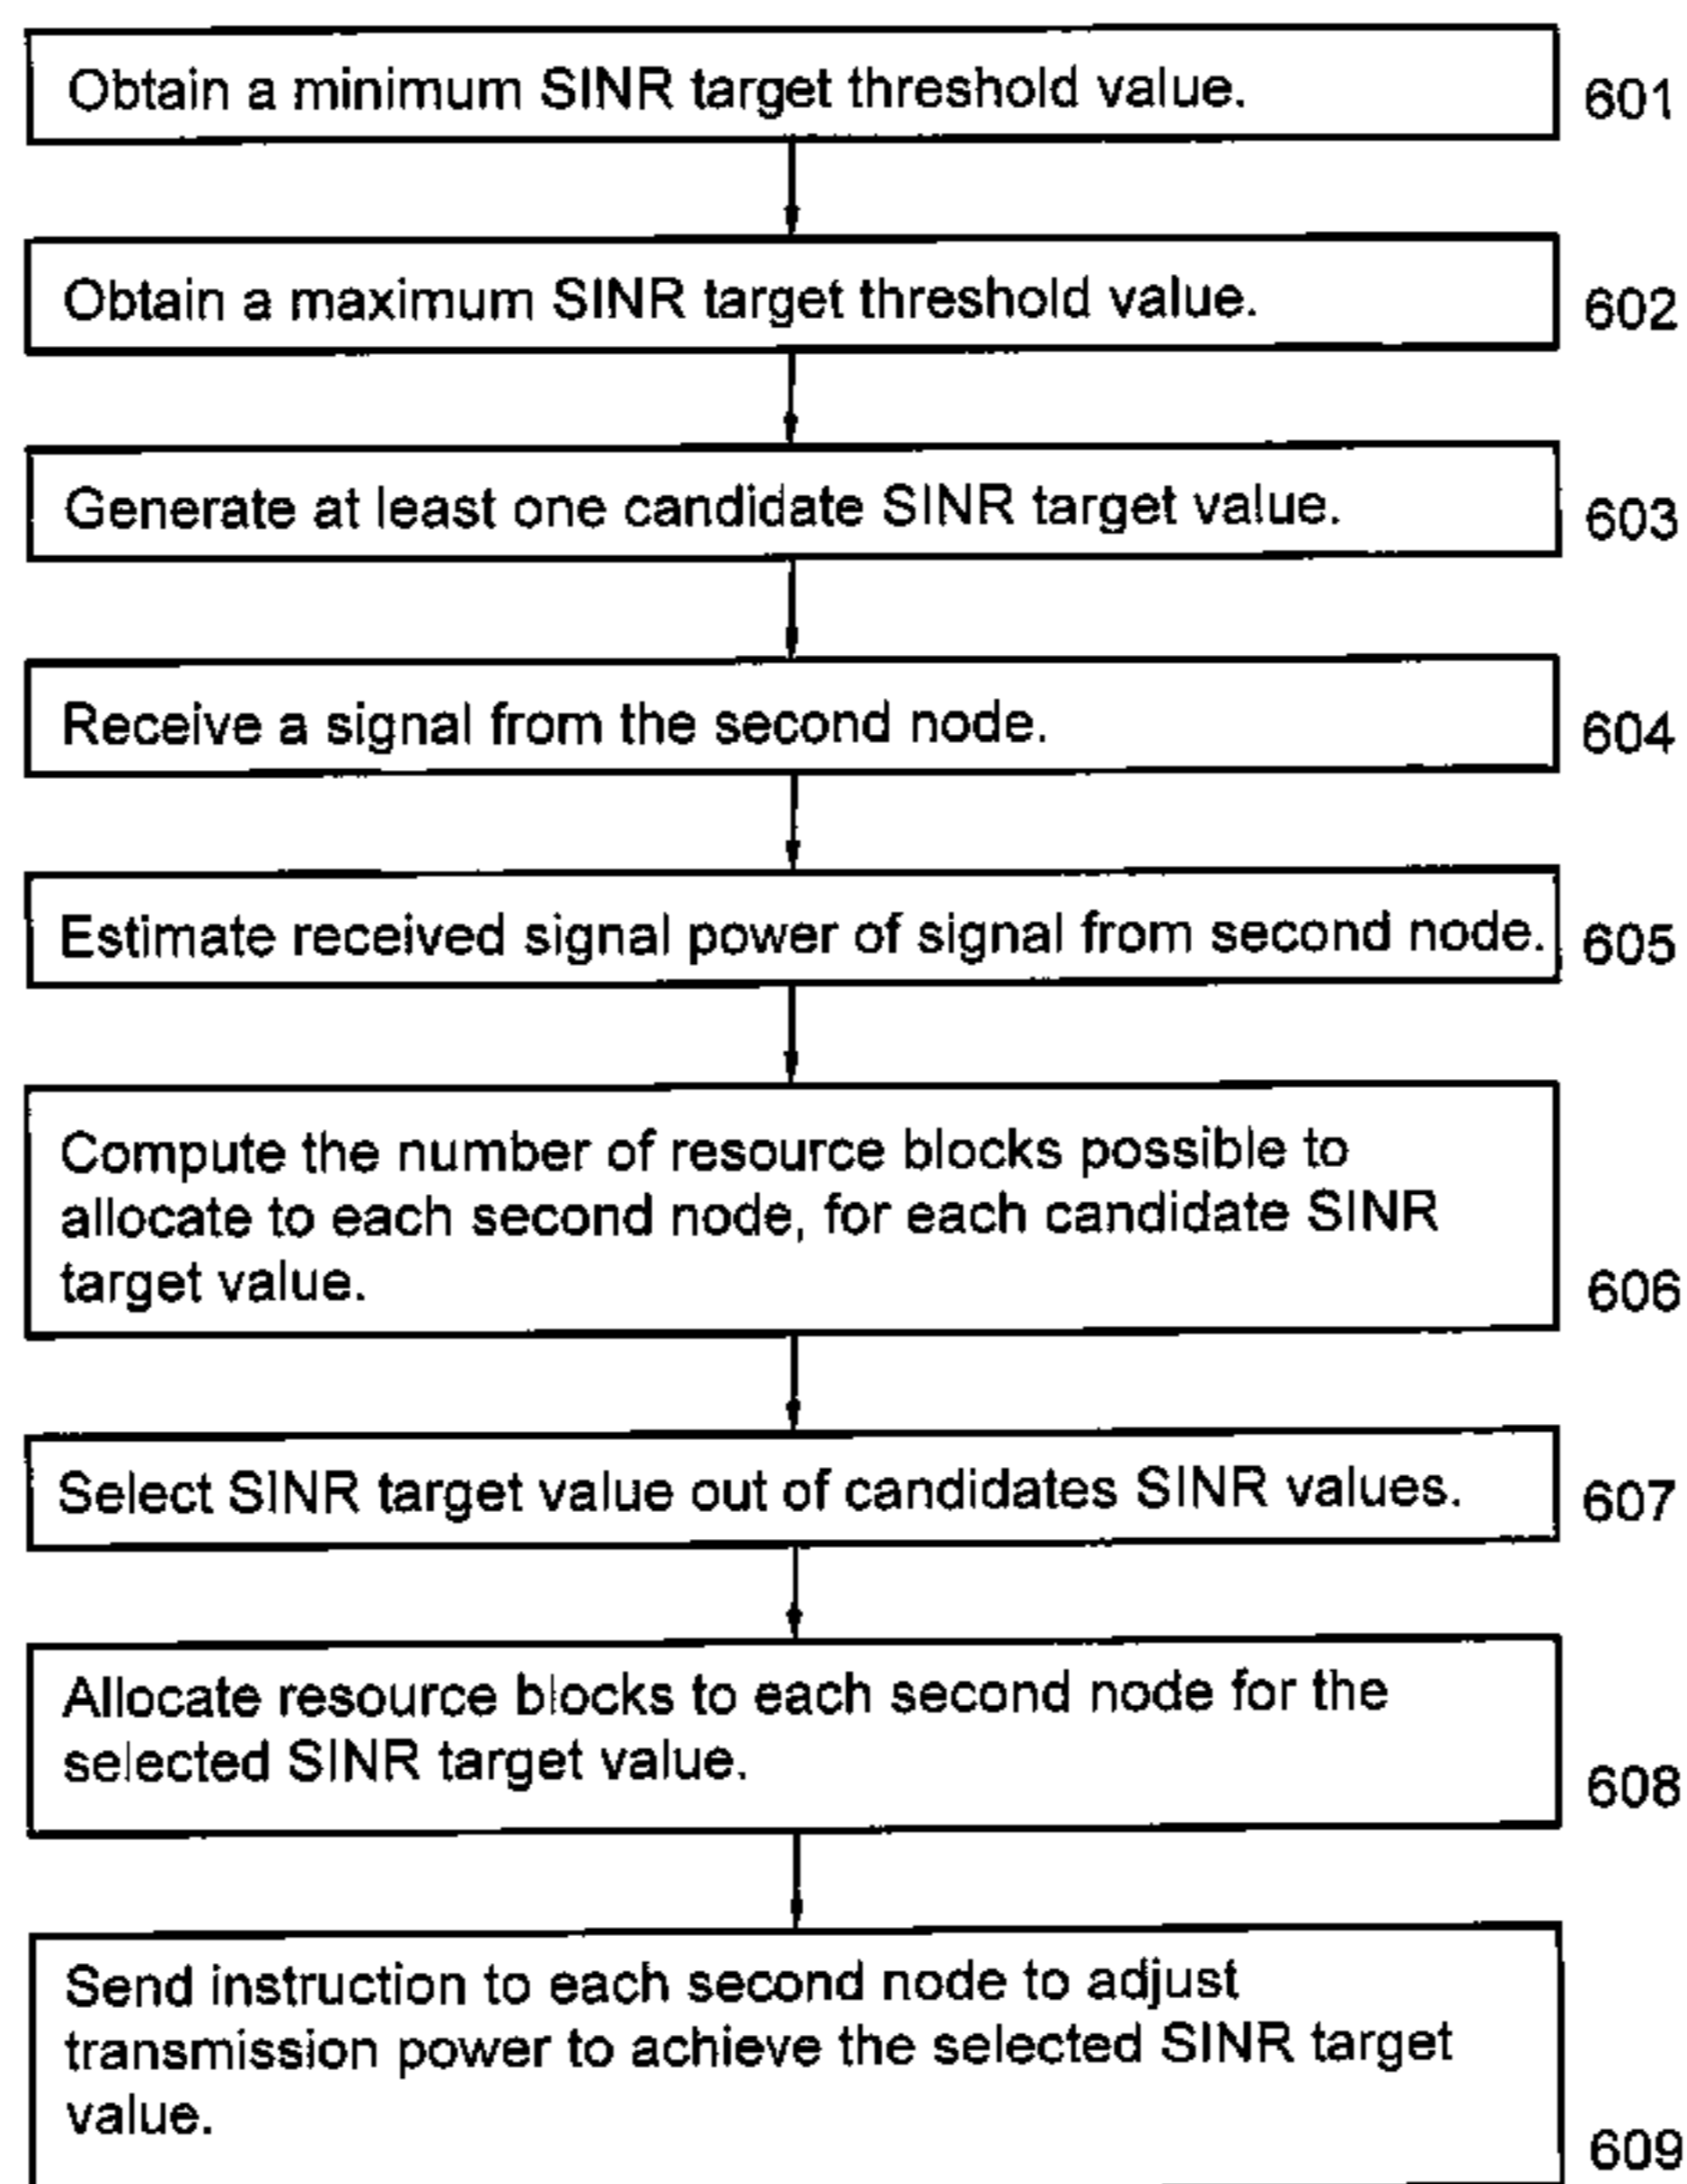 Obtain a minimum SINR target threshold value.
601
Obtain a maximum SINR target threshold value.
602
Generate at least one candidate SINR target value.
603
Receive a signal from the second node.
604
Estimate received signal power of signal from second node.
605
Compute the number of resource blocks possible to
allocate to each second node, for each candidate SINR
target value.
606
Select SINR target value out of candidates SINR values.
607
Allocate resource blocks to each second node for the
selected SINR target value.
608
Send instruction to each second node to adjust
transmission power to achieve the selected SINR target
value.
609